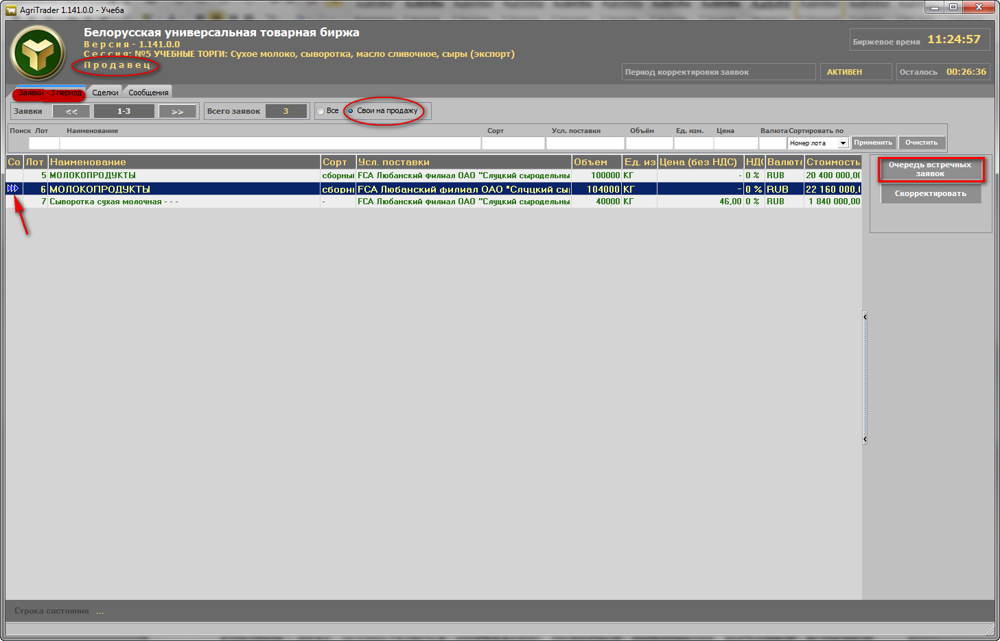 AgriTrader 1.141.0.0 - Учеба
Белорусская универсальная товарная биржа
Версия - 1.141.0.0
Сессия: №5 УЧЕБНЫЕ ТОРГИ: Сухое молоко, сыворотка, масло сливочное, сыры (экспорт)
Продавец
Биржевое время 11:24:57
Период корректировки заявок АКТИВЕН Осталось 00:26:36
Заявки - 3 период Сделки Сообщения
Заявки << 1-3 >> Всего заявок 3 Все Свои на продажу
Поиск Лот Наименование Сорт Усл. поставки Объём Ед. изм. Цена Валюта Сортировать по
Номер лота Применить Очистить
Со Лот Наименование Сорт Усл. поставки Объем Ед. из Цена (без НДС) НДС Валюта Стоимость
5 МОЛОКОПРОДУКТЫ сборный FCA Любанский филиал ОАО "Слуцкий сыродельны 100000 КГ - 0 % RUB 20 400 000,00
6 МОЛОКОПРОДУКТЫ сборны FCA Любанский филиал ОАО "Слуцкий сы 104000 КГ - 0 % RUB 22 160 000,0
7 Сыворотка сухая молочная - - - - FCA Любанский филиал ОАО "Слуцкий сыродельны 40000 КГ 46,00 0 % RUB 1 840 000,00
Очередь встречных
заявок
Скорректировать
Строка состояния ...